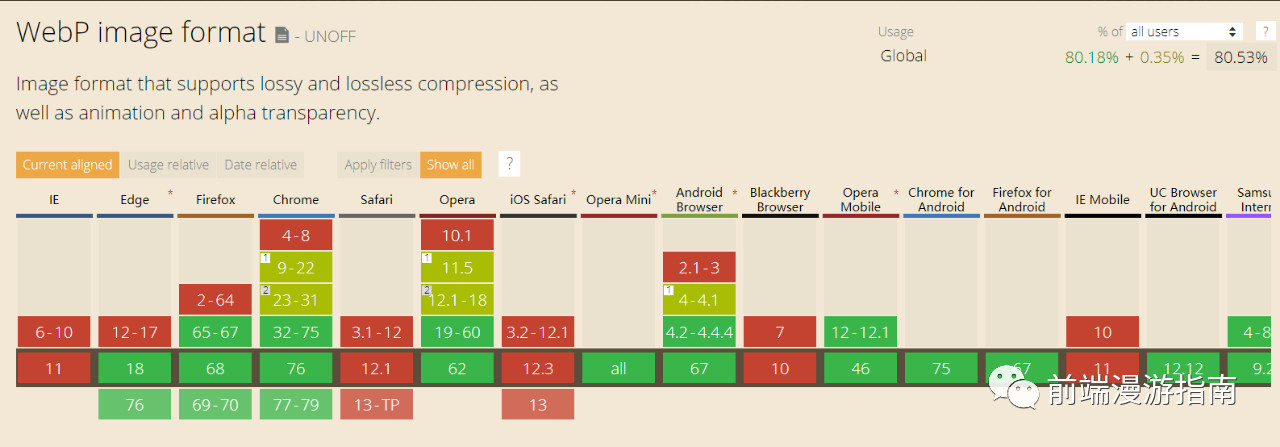 WebP image format - UNOFF
Usage % of all users ?
Global 80.18% + 0.35% = 80.53%
Image format that supports lossy and lossless compression, as
well as animation and alpha transparency.
Current aligned Usage relative Date relative Apply filters Show all ?
IE Edge * Firefox Chrome Safari Opera iOS Safari * Opera Mini * Android Browser * Blackberry Browser Opera Mobile * Chrome for Android Firefox for Android IE Mobile UC Browser for Android Samsu Intern
4-8 10.1
1 9-22 1 11.5 2.1-3
2-64 2 23-31 2 12.1-18 1 4-4.1
6-10 12-17 65-67 32-75 3.1-12 19-60 3.2-12.1 4.2-4.4.4 7 12-12.1 10 4-8
11 18 68 76 12.1 62 12.3 all 67 10 46 75 67 11 12.12 9.2
76 69-70 77-79 13-TP 13
前端漫游指南